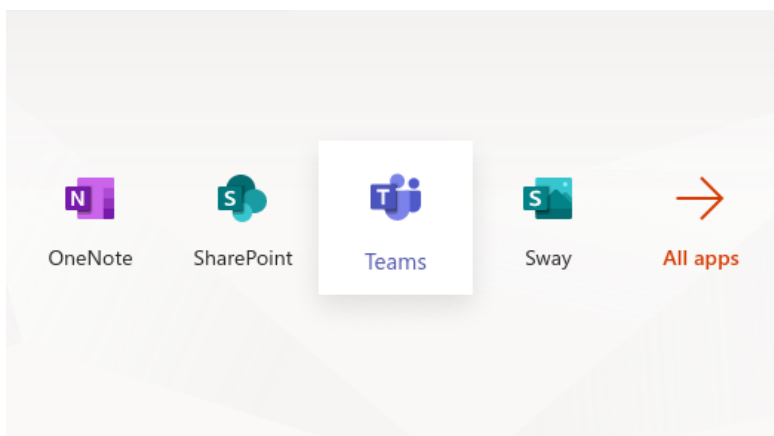 N
S
T
S
OneNote
SharePoint
Teams
Sway
All apps